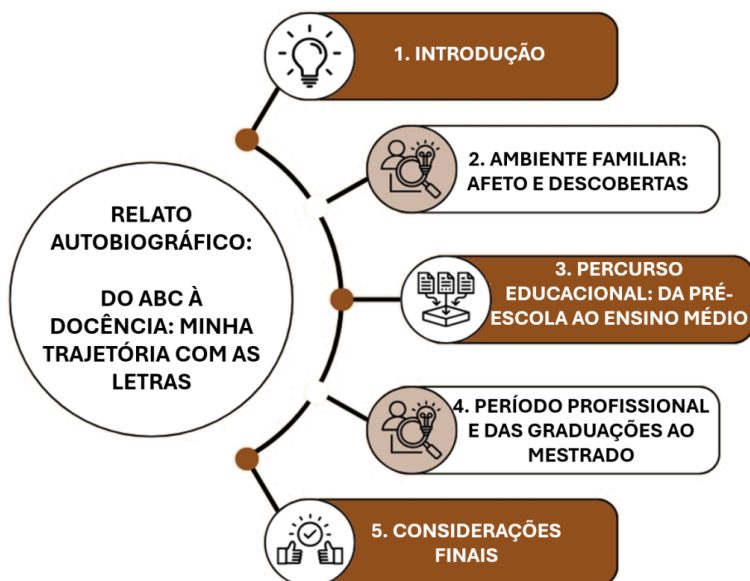 RELATO
AUTOBIOGRÁFICO:
DO ABC À
DOCÊNCIA: MINHA
TRAJETÓRIA COM AS
LETRAS
1. INTRODUÇÃO
2. AMBIENTE FAMILIAR:
AFETO E DESCOBERTAS
3. PERCURSO
EDUCACIONAL: DA PRÉ-
ESCOLA AO ENSINO MÉDIO
4. PERÍODO PROFISSIONAL
E DAS GRADUAÇÕES AO
MESTRADO
5. CONSIDERAÇÕES
FINAIS